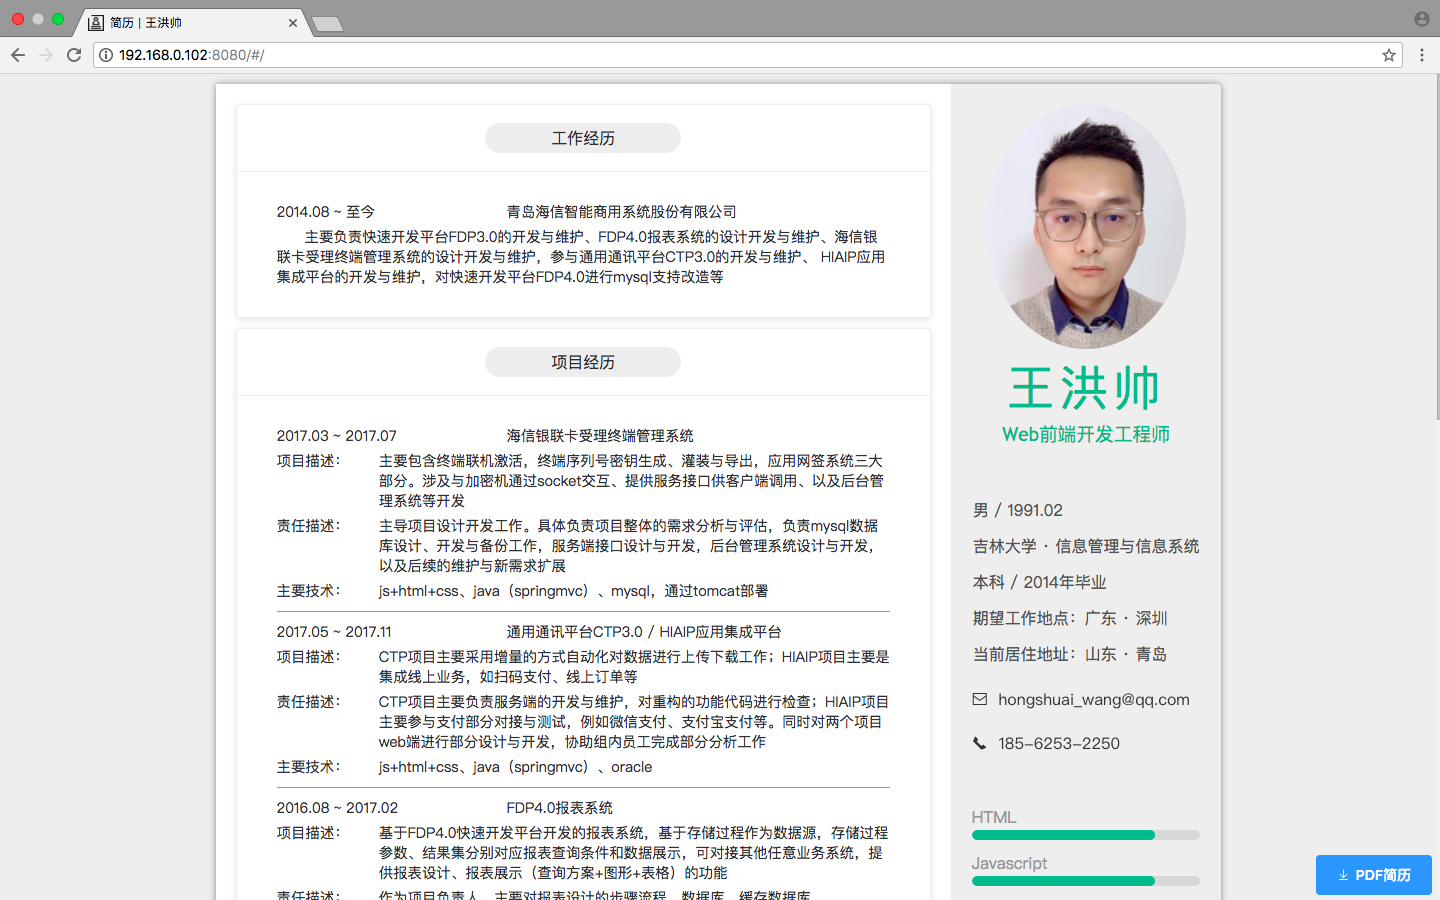 简历 | 王洪帅
192.168.0.102:8080/#/
工作经历
2014.08 ~ 至今 青岛海信智能商用系统股份有限公司
主要负责快速开发平台FDP3.0的开发与维护、FDP4.0报表系统的设计开发与维护、海信银
联卡受理终端管理系统的设计开发与维护，参与通用通讯平台CTP3.0的开发与维护、 HIAIP应用
集成平台的开发与维护，对快速开发平台FDP4.0进行mysql支持改造等
项目经历
2017.03 ~ 2017.07 海信银联卡受理终端管理系统
项目描述： 主要包含终端联机激活，终端序列号密钥生成、灌装与导出，应用网签系统三大
部分。涉及与加密机通过socket交互、提供服务接口供客户端调用、以及后台管
理系统等开发
责任描述： 主导项目设计开发工作。具体负责项目整体的需求分析与评估，负责mysql数据
库设计、开发与备份工作，服务端接口设计与开发，后台管理系统设计与开发，
以及后续的维护与新需求扩展
主要技术： js+html+css、java（springmvc）、mysql，通过tomcat部署
2017.05 ~ 2017.11 通用通讯平台CTP3.0 / HIAIP应用集成平台
项目描述： CTP项目主要采用增量的方式自动化对数据进行上传下载工作；HIAIP项目主要是
集成线上业务，如扫码支付、线上订单等
责任描述： CTP项目主要负责服务端的开发与维护，对重构的功能代码进行检查；HIAIP项目
主要参与支付部分对接与测试，例如微信支付、支付宝支付等。同时对两个项目
web端进行部分设计与开发，协助组内员工完成部分分析工作
主要技术： js+html+css、java（springmvc）、oracle
2016.08 ~ 2017.02 FDP4.0报表系统
项目描述： 基于FDP4.0快速开发平台开发的报表系统，基于存储过程作为数据源，存储过程
参数、结果集分别对应报表查询条件和数据展示，可对接其他任意业务系统，提
供报表设计、报表展示（查询方案+图形+表格）的功能
责任描述： 作为项目负责人，主要对报表设计的步骤流程、数据库、缓存数据库
王洪帅
Web前端开发工程师
男 / 1991.02
吉林大学 · 信息管理与信息系统
本科 / 2014年毕业
期望工作地点：广东 · 深圳
当前居住地址：山东 · 青岛
hongshuai_wang@qq.com
185-6253-2250
HTML
Javascript
PDF简历